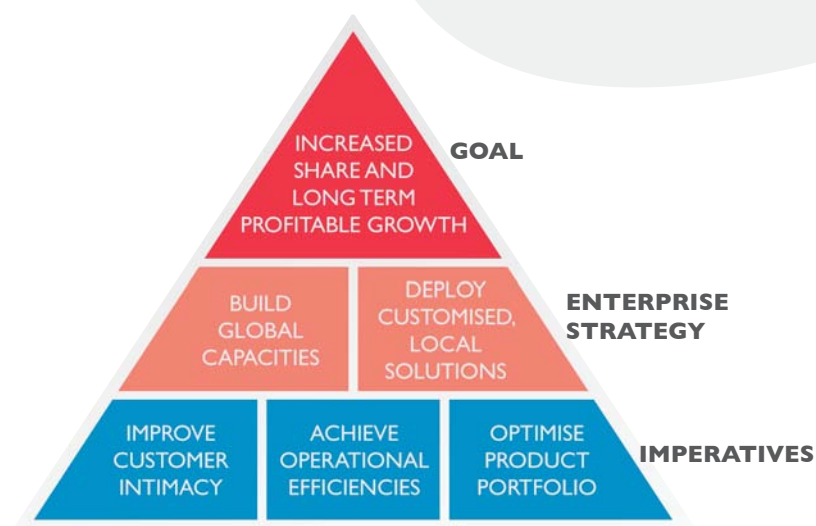 INCREASED
SHARE AND
LONG TERM
PROFITABLE GROWTH
GOAL
BUILD
GLOBAL
CAPACITIES
DEPLOY
CUSTOMISED,
LOCAL
SOLUTIONS
ENTERPRISE
STRATEGY
IMPROVE
CUSTOMER
INTIMACY
ACHIEVE
OPERATIONAL
EFFICIENCIES
OPTIMISE
PRODUCT
PORTFOLIO
IMPERATIVES